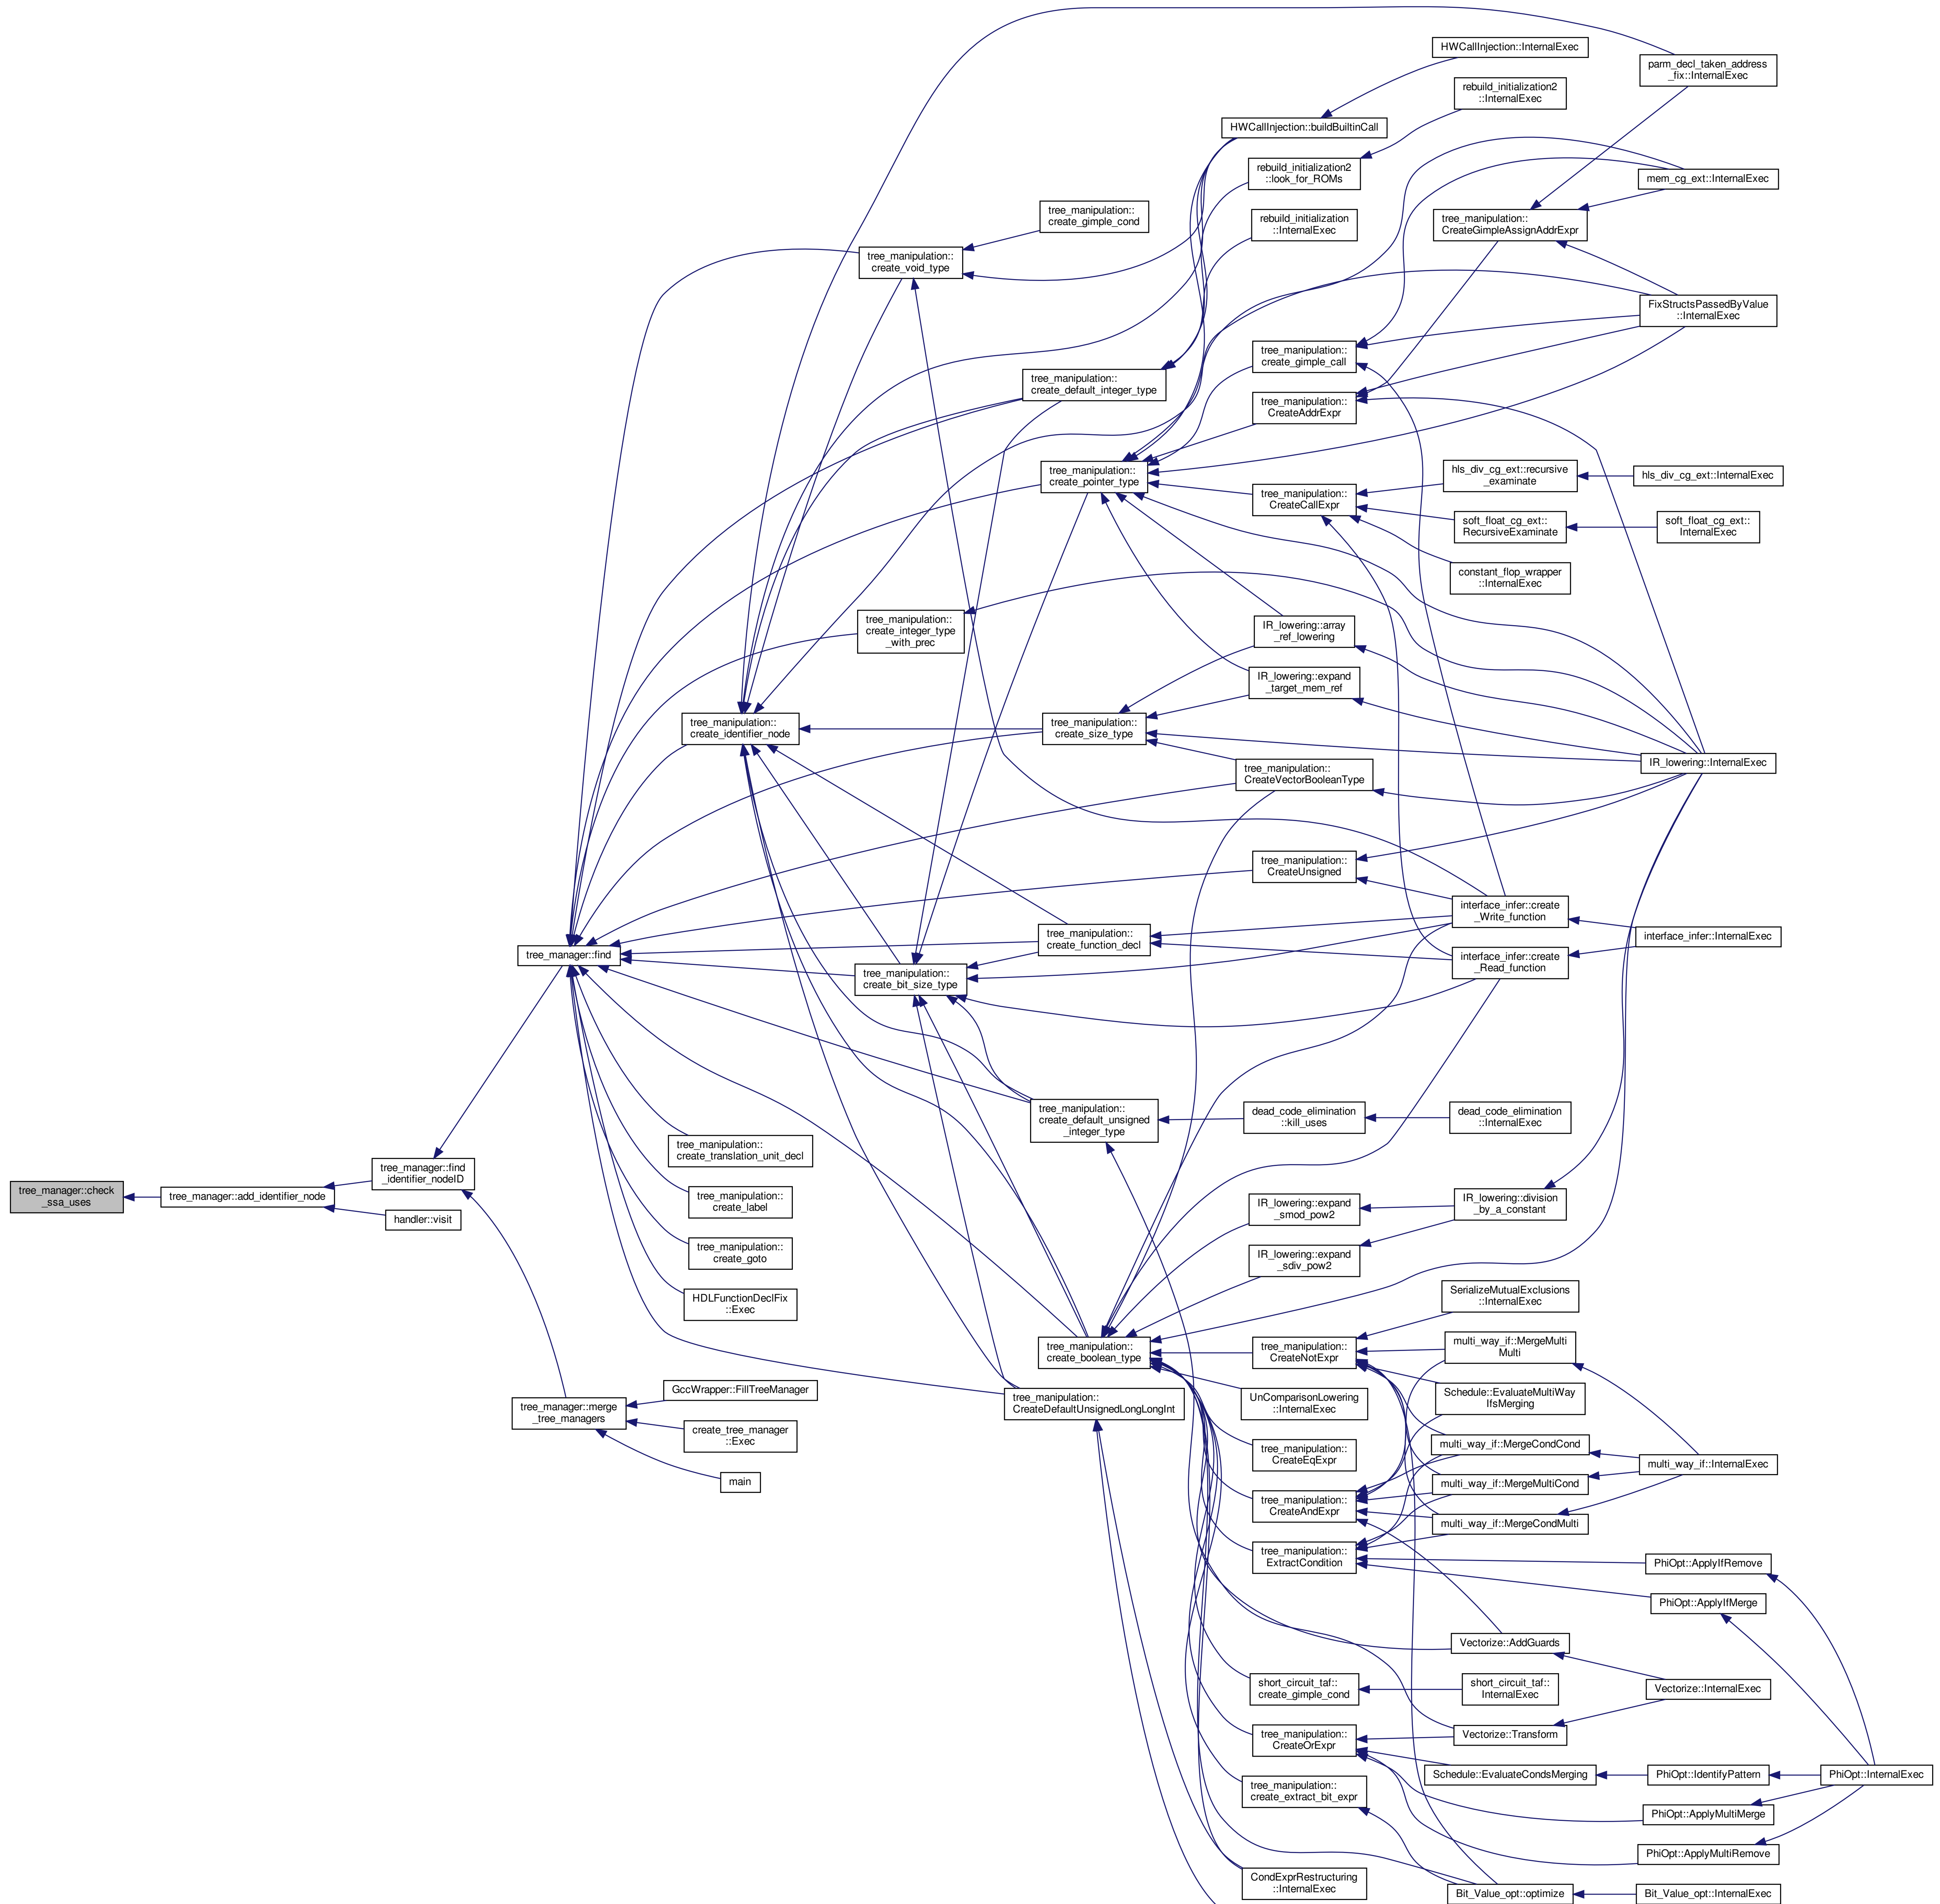 HWCallInjection::InternalExec
parm_decl_taken_address
_fix::InternalExec
rebuild_initialization2
::InternalExec
HWCallInjection::buildBuiltinCall
rebuild_initialization2
::look_for_ROMs
mem_cg_ext::InternalExec
tree_manipulation::
create_gimple_cond
rebuild_initialization
::InternalExec
tree_manipulation::
CreateGimpleAssignAddrExpr
tree_manipulation::
create_void_type
FixStructsPassedByValue
::InternalExec
tree_manipulation::
create_gimple_call
tree_manipulation::
create_default_integer_type
tree_manipulation::
CreateAddrExpr
tree_manipulation::
create_pointer_type
hls_div_cg_ext::recursive
_examinate
hls_div_cg_ext::InternalExec
tree_manipulation::
CreateCallExpr
soft_float_cg_ext::
RecursiveExaminate
soft_float_cg_ext::
InternalExec
constant_flop_wrapper
::InternalExec
tree_manipulation::
create_integer_type
_with_prec
IR_lowering::array
_ref_lowering
IR_lowering::expand
_target_mem_ref
tree_manipulation::
create_identifier_node
tree_manipulation::
create_size_type
IR_lowering::InternalExec
tree_manipulation::
CreateVectorBooleanType
tree_manipulation::
CreateUnsigned
interface_infer::create
_Write_function
interface_infer::InternalExec
tree_manipulation::
create_function_decl
tree_manager::find
interface_infer::create
_Read_function
tree_manipulation::
create_bit_size_type
tree_manipulation::
create_default_unsigned
_integer_type
dead_code_elimination
::kill_uses
dead_code_elimination
::InternalExec
tree_manipulation::
create_translation_unit_decl
tree_manager::find
_identifier_nodeID
tree_manager::check
_ssa_uses
tree_manager::add_identifier_node
handler::visit
tree_manipulation::
create_label
IR_lowering::expand
_smod_pow2
IR_lowering::division
_by_a_constant
tree_manipulation::
create_goto
IR_lowering::expand
_sdiv_pow2
HDLFunctionDeclFix
::Exec
SerializeMutualExclusions
::InternalExec
tree_manipulation::
create_boolean_type
tree_manipulation::
CreateNotExpr
multi_way_if::MergeMulti
Multi
GccWrapper::FillTreeManager
tree_manager::merge
_tree_managers
tree_manipulation::
CreateDefaultUnsignedLongLongInt
UnComparisonLowering
::InternalExec
Schedule::EvaluateMultiWay
IfsMerging
create_tree_manager
::Exec
main
tree_manipulation::
CreateEqExpr
multi_way_if::MergeCondCond
multi_way_if::InternalExec
multi_way_if::MergeMultiCond
tree_manipulation::
CreateAndExpr
multi_way_if::MergeCondMulti
tree_manipulation::
ExtractCondition
PhiOpt::ApplyIfRemove
PhiOpt::ApplyIfMerge
Vectorize::AddGuards
short_circuit_taf::
create_gimple_cond
short_circuit_taf::
InternalExec
Vectorize::InternalExec
tree_manipulation::
CreateOrExpr
Vectorize::Transform
Schedule::EvaluateCondsMerging
PhiOpt::IdentifyPattern
PhiOpt::InternalExec
tree_manipulation::
create_extract_bit_expr
PhiOpt::ApplyMultiMerge
PhiOpt::ApplyMultiRemove
CondExprRestructuring
::InternalExec
Bit_Value_opt::optimize
Bit_Value_opt::InternalExec